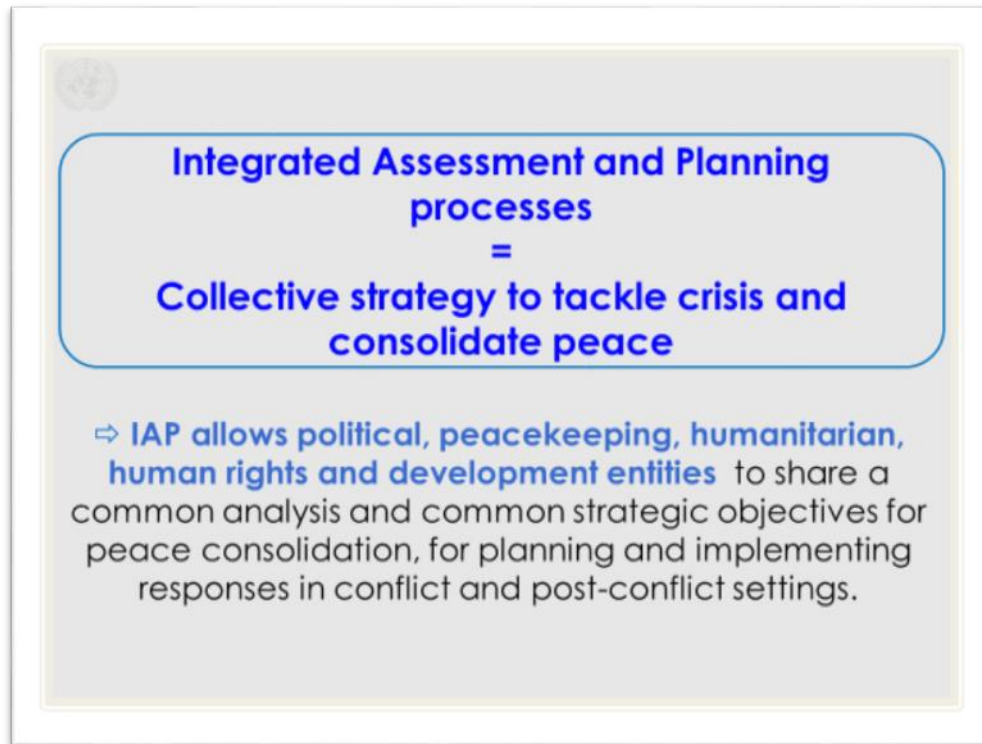 Integrated Assessment and Planning
processes
=
Collective strategy to tackle crisis and
consolidate peace
⇨ IAP allows political, peacekeeping, humanitarian,
human rights and development entities to share a
common analysis and common strategic objectives for
peace consolidation, for planning and implementing
responses in conflict and post-conflict settings.